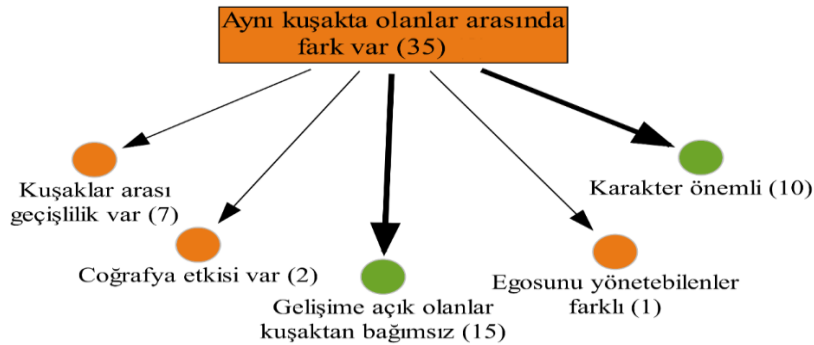 Aynı kuşakta olanlar arasında
fark var (35)
Kuşaklar arası
geçişlilik var (7)
Coğrafya etkisi var (2)
Gelişime açık olanlar
kuşaktan bağımsız (15)
Egosunu yönetebilenler
farklı (1)
Karakter önemli (10)